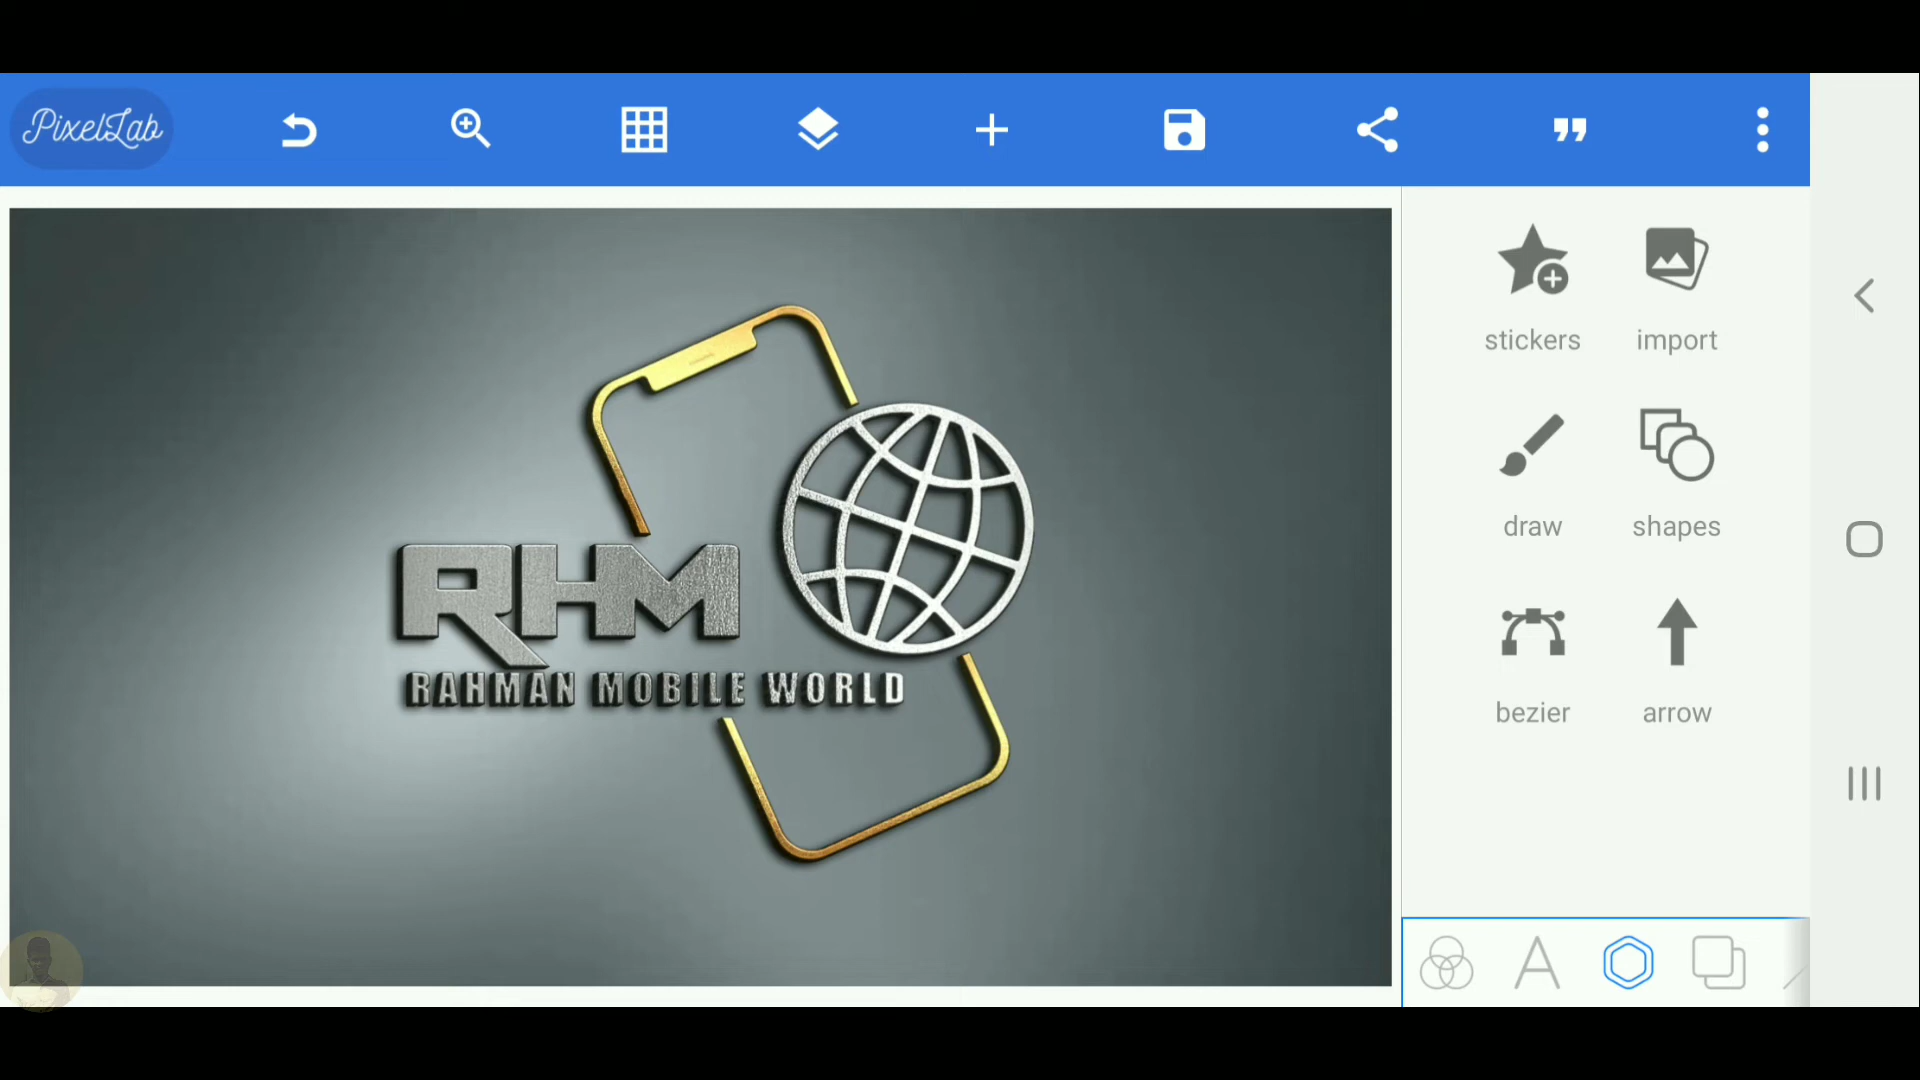 PixelLab
stickers
import
draw
shapes
bezier
arrow
RHM
RAHMAN MOBILE WORLD